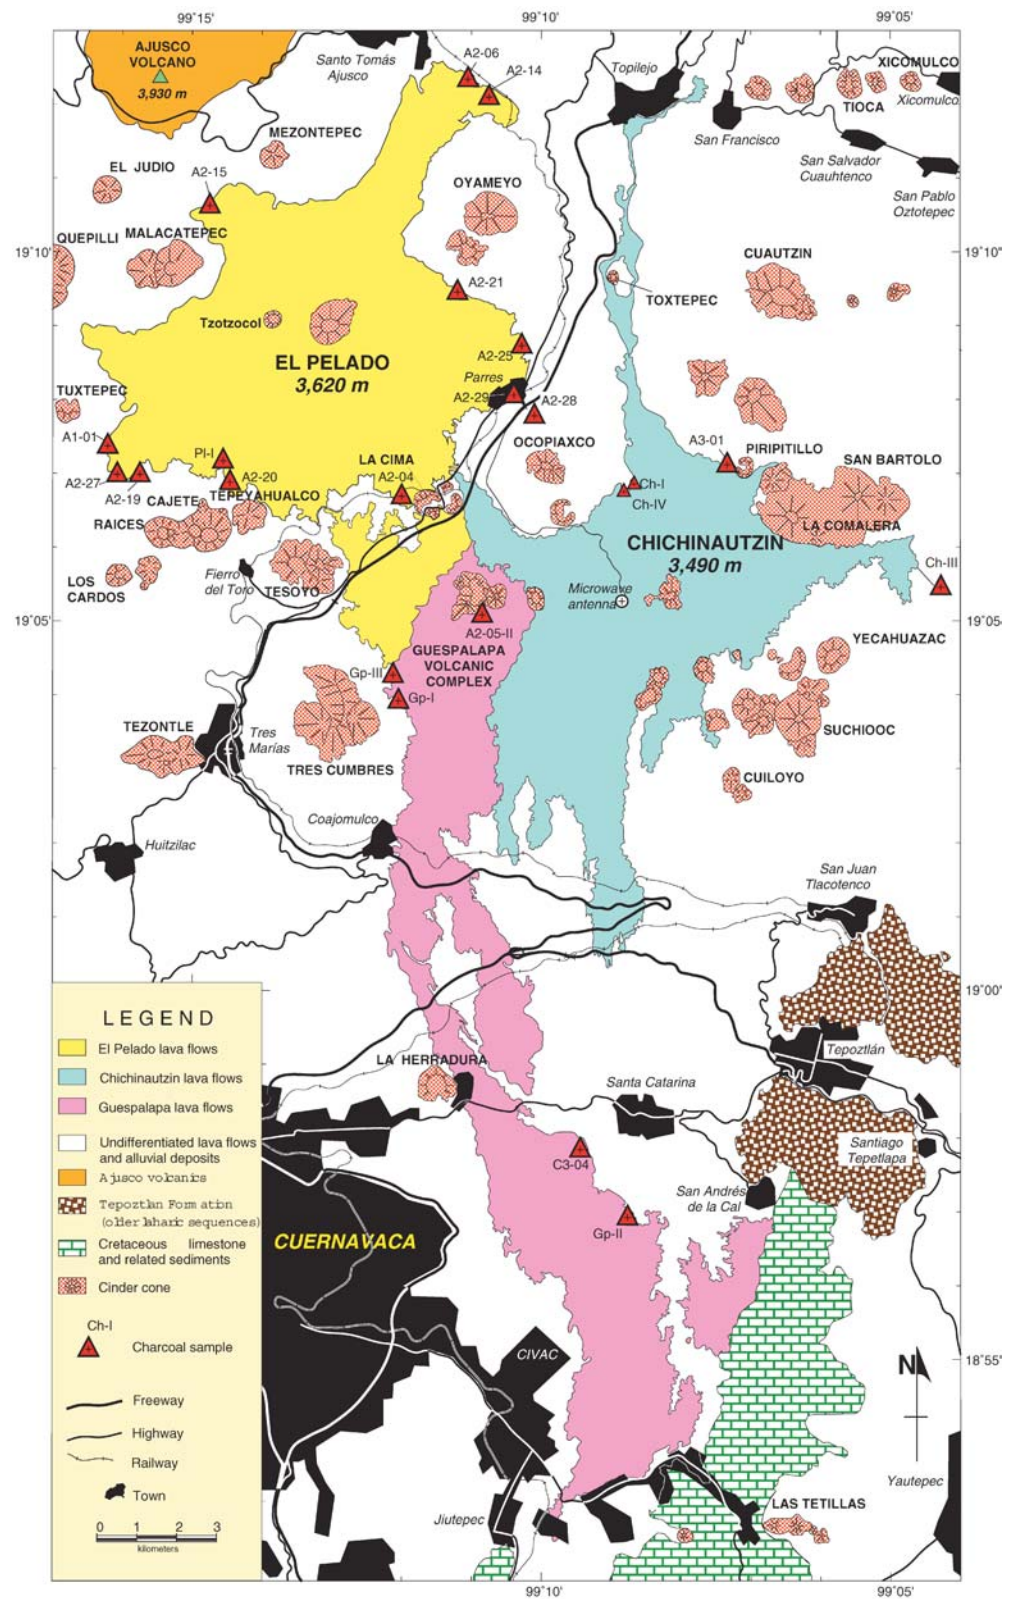 99°15'
99°10'
99°05'
AJUSCO
VOLCANO
3,930 m
Santo Tomás
Ajusco
A2-06
A2-14
Topilejo
XICOMULCO
Xicomulco
TIOCA
San Francisco
San Salvador
Cuauhtenco
San Pablo
Oztotepec
MEZONTEPEC
EL JUDIO
A2-15
OYAMEYO
QUEPILLI
MALACATEPEC
19°10'
19°10'
CUAUTZIN
A2-21
TOXTEPEC
Tzotzocol
EL PELADO
3,620 m
A2-25
Parres
A2-29
A2-28
TUXTEPEC
A1-01
PI-I
LA CIMA
OCOPIAXCO
A3-01
PIRIPITILLO
SAN BARTOLO
A2-27
A2-19
A2-20
A2-04
Ch-I
Ch-IV
CAJETE
TEPEYAHUALCO
RAICES
LA COMALERA
CHICHINAUTZIN
3,490 m
Ch-III
LOS
CARDOS
Fierro
del Toro
TESOYO
Microwave
antenna
A2-05-II
19°05'
19°05'
GUESPALAPA
VOLCANIC
COMPLEX
YECAHUAZAC
Gp-III
Gp-I
TEZONTLE
Tres
Marías
SUCHIOOC
TRES CUMBRES
CUILOYO
Coajomulco
Huitzilac
San Juan
Tlacotenco
19°00'
LEGEND
El Pelado lava flows
Chichinautzin lava flows
Guespalapa lava flows
Undifferentiated lava flows
and alluvial deposits
Ajusco volcanics
Tepoztlan Formation
(older laharic sequences)
Cretaceous limestone
and related sediments
Cinder cone
Ch-I
Charcoal sample
Freeway
Highway
Railway
Town
0 1 2 3
kilometers
Tepoztlán
LA HERRADURA
Santa Catarina
Santiago
Tepetlapa
C3-04
San Andrés
de la Cal
Gp-II
CUERNAVACA
CIVAC
N
18°55'
Yautepec
LAS TETILLAS
Jiutepec
99°10'
99°05'